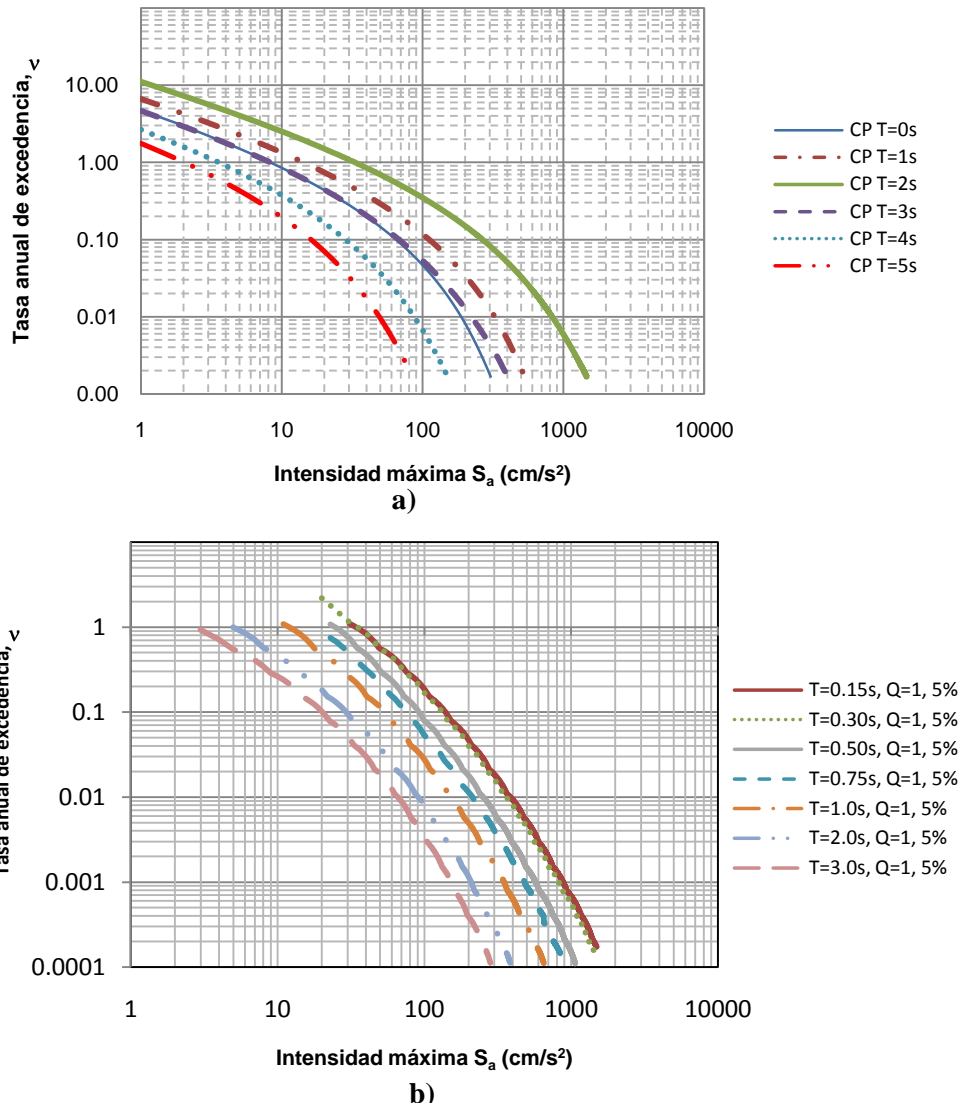 Tasa anual de excedencia, ν
10.00
1.00
0.10
0.01
0.00
1
10
100
1000
10000
Intensidad máxima Sa (cm/s²)
a)
CP T=0s
CP T=1s
CP T=2s
CP T=3s
CP T=4s
CP T=5s
Tasa anual de excedencia, ν
1
0.1
0.01
0.001
0.0001
1
10
100
1000
10000
Intensidad máxima Sa (cm/s²)
b)
T=0.15s, Q=1, 5%
T=0.30s, Q=1, 5%
T=0.50s, Q=1, 5%
T=0.75s, Q=1, 5%
T=1.0s, Q=1, 5%
T=2.0s, Q=1, 5%
T=3.0s, Q=1, 5%